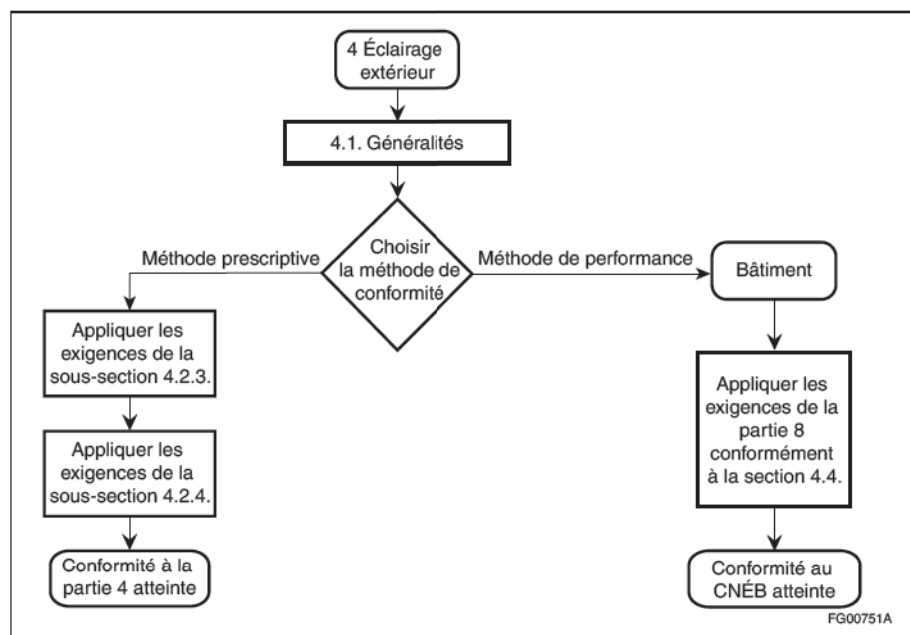 4 Éclairage
extérieur
4.1. Généralités
Choisir
la méthode de
conformité
Méthode prescriptive
Méthode de performance
Bâtiment
Appliquer les
exigences de la
sous-section 4.2.3.
Appliquer les
exigences de la
sous-section 4.2.4.
Conformité à la
partie 4 atteinte
Appliquer les
exigences de la
partie 8
conformément
à la section 4.4.
Conformité au
CNÉB atteinte
FG00751A